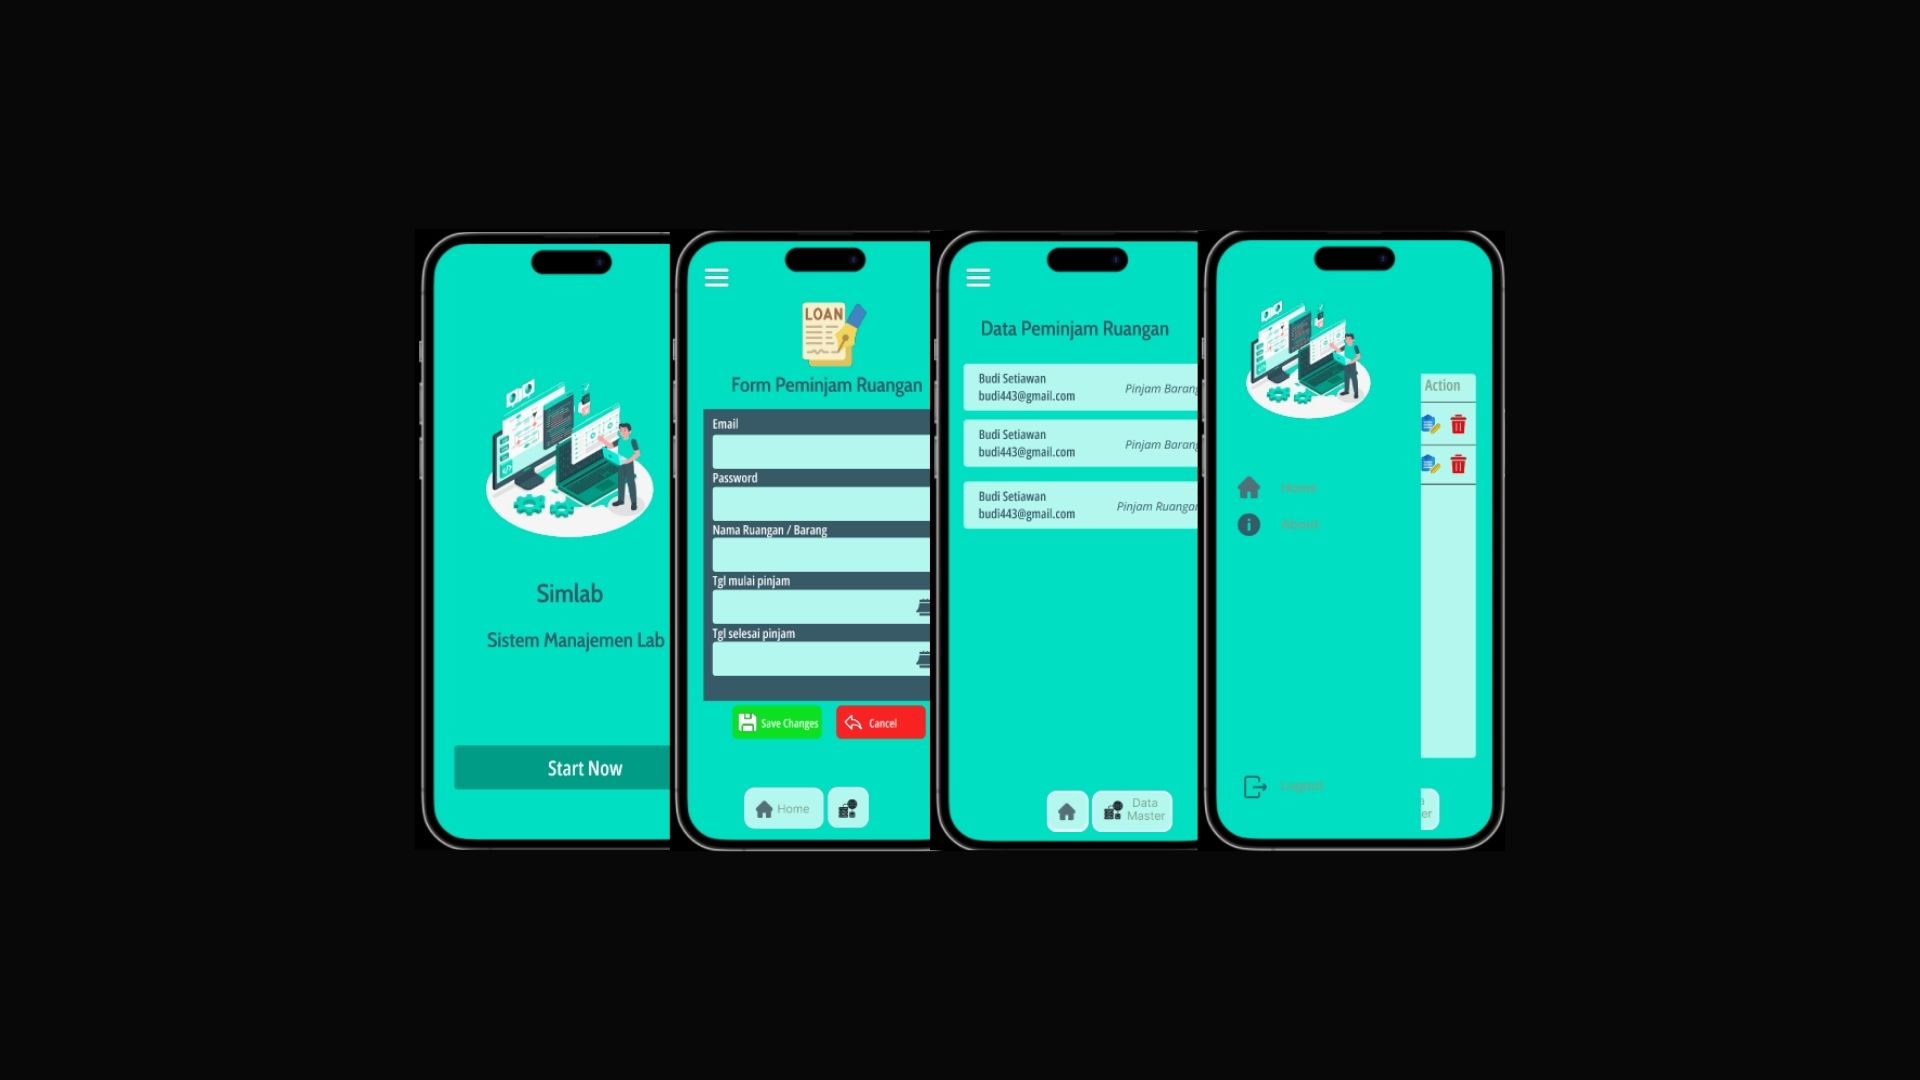 Simlab
Sistem Manajemen Lab
Start Now
LOAN
Form Peminjam Ruangan
Email
Password
Nama Ruangan / Barang
Tgl mulai pinjam
Tgl selesai pinjam
Save Changes
Cancel
Home
Data Peminjam Ruangan
Budi Setiawan
budi443@gmail.com
Pinjam Barang
Budi Setiawan
budi443@gmail.com
Pinjam Barang
Budi Setiawan
budi443@gmail.com
Pinjam Ruangan
Data
Master
Home
About
Logout
Action
a
er